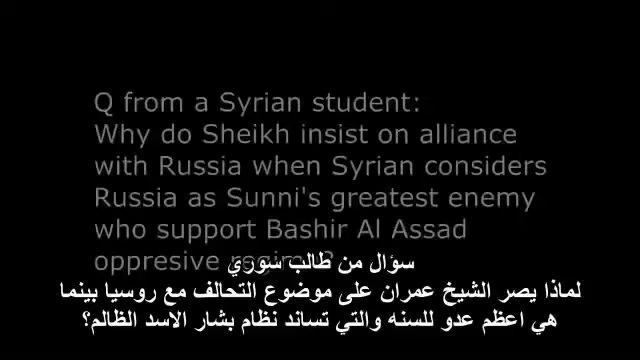 Q from a Syrian student:
Why do Sheikh insist on alliance
with Russia when Syrian considers
Russia as Sunni's greatest enemy
who support Bashir Al Assad
oppresive regime?
سؤال من طالب سوري
لماذا يصر الشيخ عمران على موضوع التحالف مع روسيا بينما
هي اعظم عدو للسنه والتي تساند نظام بشار الاسد الظالم؟